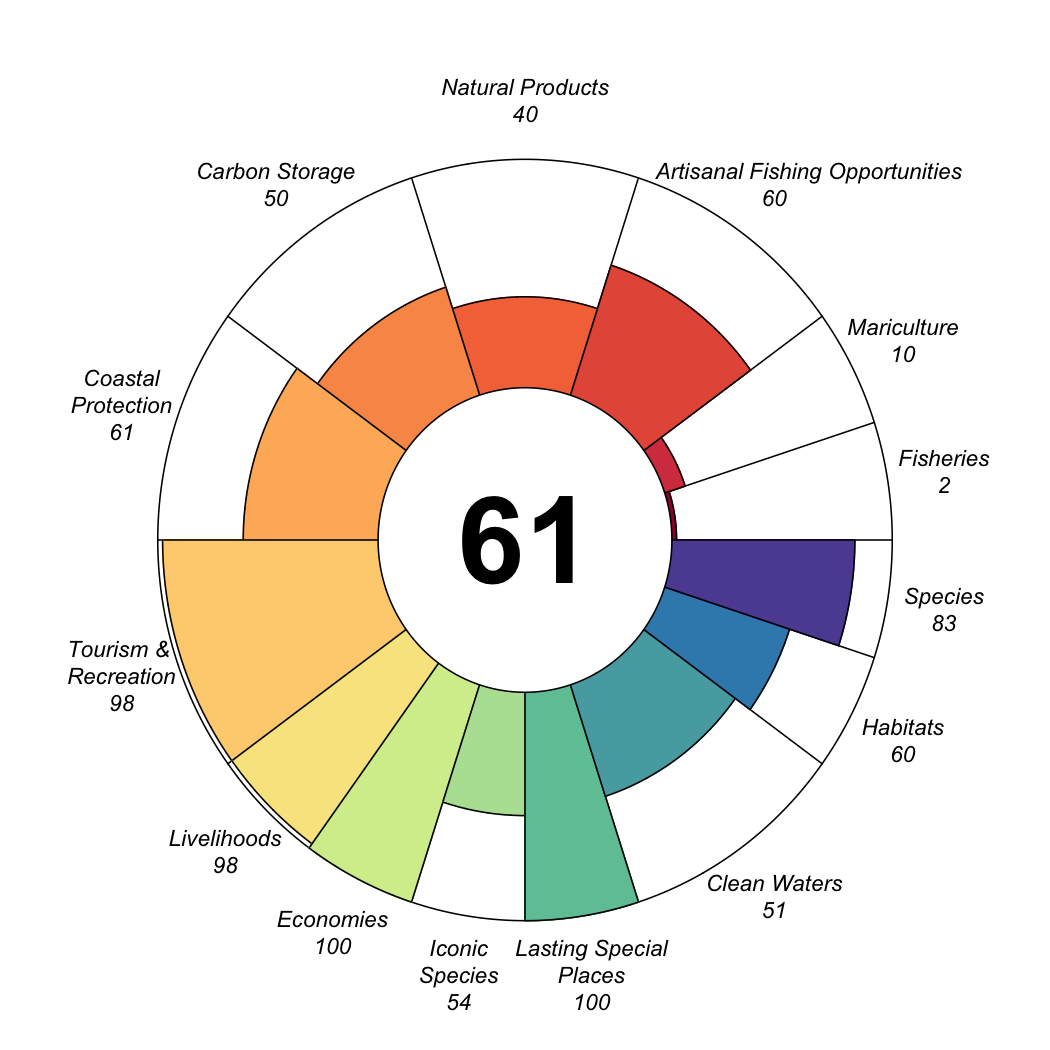 Natural Products
40
Carbon Storage
50
Artisanal Fishing Opportunities
60
Mariculture
10
Coastal
Protection
61
Fisheries
2
61
Species
83
Tourism &
Recreation
98
Habitats
60
Livelihoods
98
Clean Waters
51
Economies
100
Iconic
Species
54
Lasting Special
Places
100